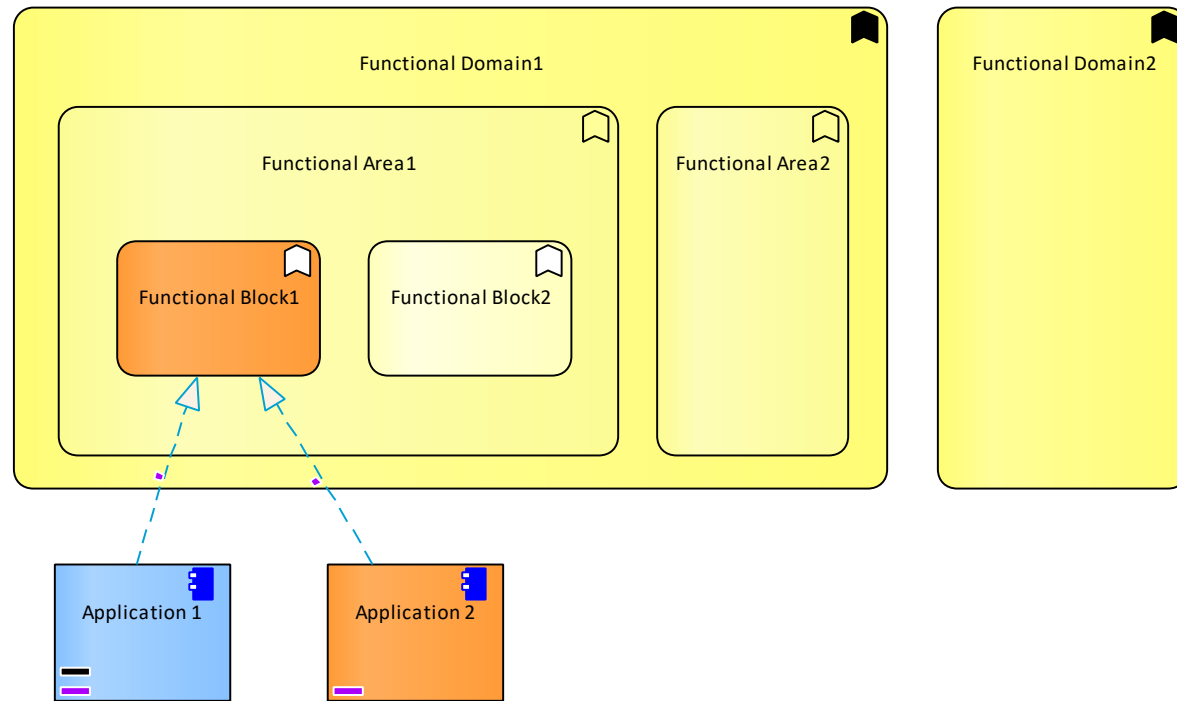 Functional Domain1
Functional Domain2
Functional Area1
Functional Area2
Functional Block1
Functional Block2
Application 1
Application 2